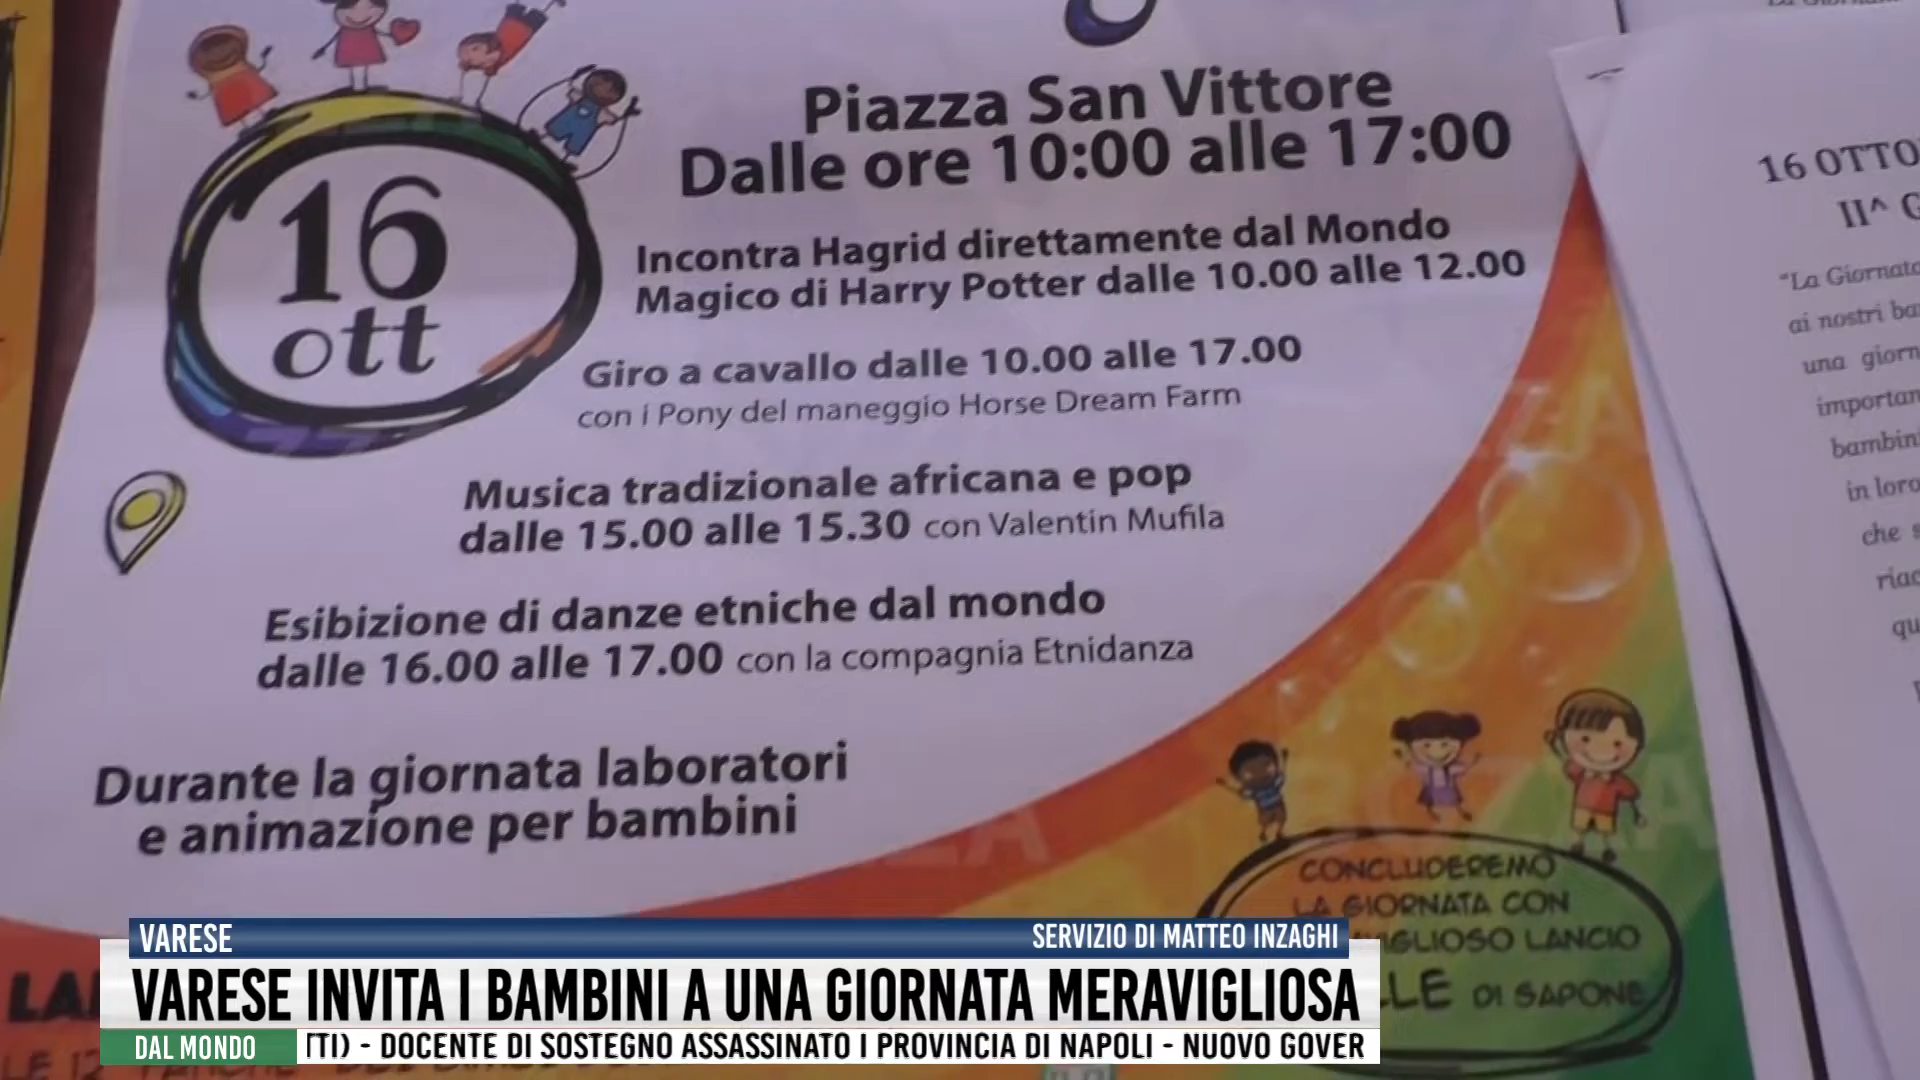 Piazza San Vittore
Dalle ore 10:00 alle 17:00
16
ott
Incontra Hagrid direttamente dal Mondo
Magico di Harry Potter dalle 10.00 alle 12.00
Giro a cavallo dalle 10.00 alle 17.00
con i Pony del maneggio Horse Dream Farm
Musica tradizionale africana e pop
dalle 15.00 alle 15.30 con Valentin Mufila
Esibizione di danze etniche dal mondo
dalle 16.00 alle 17.00 con la compagnia Etnidanza
Durante la giornata laboratori
e animazione per bambini
CONCLUDEREMO
LA GIORNATA CON
LANCIO
DI SAPONE
16 OTTO
II^ G
"La Giornata
ai nostri ba
una giorn
importan
bambin
in loro
che s
riac
qu
VARESE
SERVIZIO DI MATTEO INZAGHI
VARESE INVITA I BAMBINI A UNA GIORNATA MERAVIGLIOSA
DAL MONDO
TTI) - DOCENTE DI SOSTEGNO ASSASSINATO I PROVINCIA DI NAPOLI - NUOVO GOVER